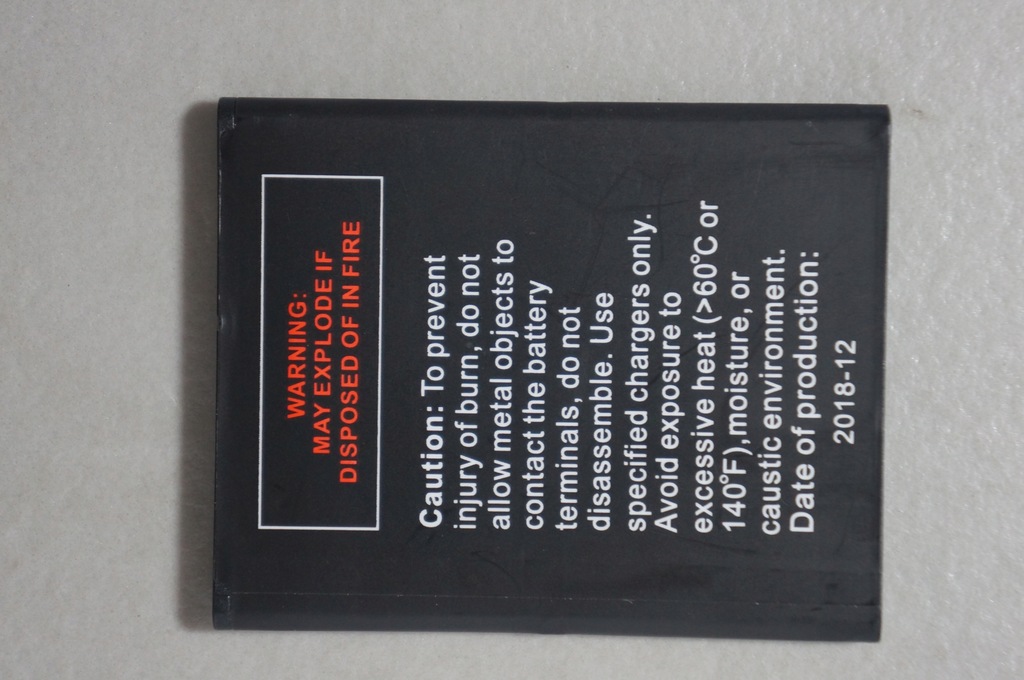 WARNING:
MAY EXPLODE IF
DISPOSED OF IN FIRE
Caution: To prevent
injury of burn, do not
allow metal objects to
contact the battery
terminals, do not
disassemble. Use
specified chargers only.
Avoid exposure to
excessive heat (>60°C or
140°F),moisture, or
caustic environment.
Date of production:
2018-12